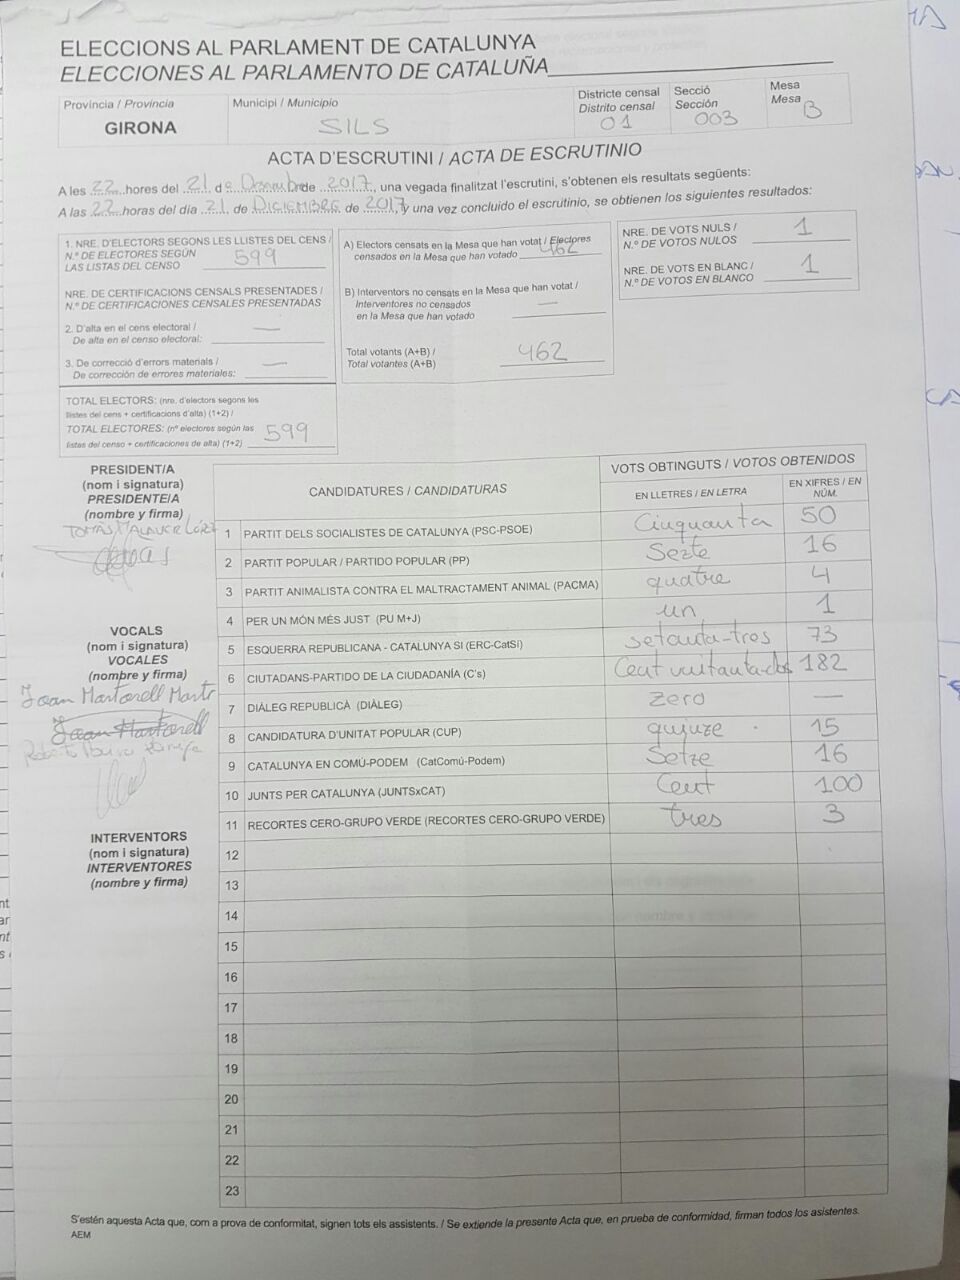 ELECCIONS AL PARLAMENT DE CATALUNYA
ELECCIONES AL PARLAMENTO DE CATALUÑA
Província / Provincia
GIRONA
Municipi / Municipio
SILS
Districte censal
Distrito censal
01
Secció
Sección
003
Mesa
Mesa
B
ACTA D'ESCRUTINI / ACTA DE ESCRUTINIO
A les 22 hores del 21 de Desembre de 2017, una vegada finalitzat l'escrutini, s'obtenen els resultats següents:
A las 22 horas del día 21 de DICIEMBRE de 2017, y una vez concluido el escrutinio, se obtienen los siguientes resultados:
1. NRE. D'ELECTORS SEGONS LES LLISTES DEL CENS /
N.º DE ELECTORES SEGÚN
LAS LISTAS DEL CENSO 599
NRE. DE CERTIFICACIONS CENSALS PRESENTADES /
N.º DE CERTIFICACIONES CENSALES PRESENTADAS
2. D'alta en el cens electoral /
De alta en el censo electoral: —
3. De correcció d'errors materials /
De corrección de errores materiales: —
TOTAL ELECTORS: (nre. d'electors segons les
llistes del cens + certificacions d'alta) (1+2) /
TOTAL ELECTORES: (nº electores según las
listas del censo + certificaciones de alta) (1+2) 599
A) Electors censats en la Mesa que han votat / Electores
censados en la Mesa que han votado 462
B) Interventors no censats en la Mesa que han votat /
Interventores no censados
en la Mesa que han votado —
Total votants (A+B) /
Total votantes (A+B) 462
NRE. DE VOTS NULS /
N.º DE VOTOS NULOS 1
NRE. DE VOTS EN BLANC /
N.º DE VOTOS EN BLANCO 1
PRESIDENT/A
(nom i signatura)
PRESIDENTE/A
(nombre y firma)
VOCALS
(nom i signatura)
VOCALES
(nombre y firma)
Joan Martorell
Joan Martorell
INTERVENTORS
(nom i signatura)
INTERVENTORES
(nombre y firma)
CANDIDATURES / CANDIDATURAS
VOTS OBTINGUTS / VOTOS OBTENIDOS
EN LLETRES / EN LETRA
EN XIFRES / EN NÚM.
1 PARTIT DELS SOCIALISTES DE CATALUNYA (PSC-PSOE) Cinquanta 50
2 PARTIT POPULAR / PARTIDO POPULAR (PP) Sezte 16
3 PARTIT ANIMALISTA CONTRA EL MALTRACTAMENT ANIMAL (PACMA) quatre 4
4 PER UN MÓN MÉS JUST (PU M+J) un 1
5 ESQUERRA REPUBLICANA - CATALUNYA SI (ERC-CatSí) setanta-tres 73
6 CIUTADANS-PARTIDO DE LA CIUDADANÍA (C's) Cent vuitanta-dos 182
7 DIÀLEG REPUBLICÀ (DIÀLEG) zero —
8 CANDIDATURA D'UNITAT POPULAR (CUP) quinze 15
9 CATALUNYA EN COMÚ-PODEM (CatComú-Podem) Setze 16
10 JUNTS PER CATALUNYA (JUNTSxCAT) Cent 100
11 RECORTES CERO-GRUPO VERDE (RECORTES CERO-GRUPO VERDE) tres 3
12
13
14
15
16
17
18
19
20
21
22
23
S'estén aquesta Acta que, com a prova de conformitat, signen tots els assistents. / Se extiende la presente Acta que, en prueba de conformidad, firman todos los asistentes.
AEM